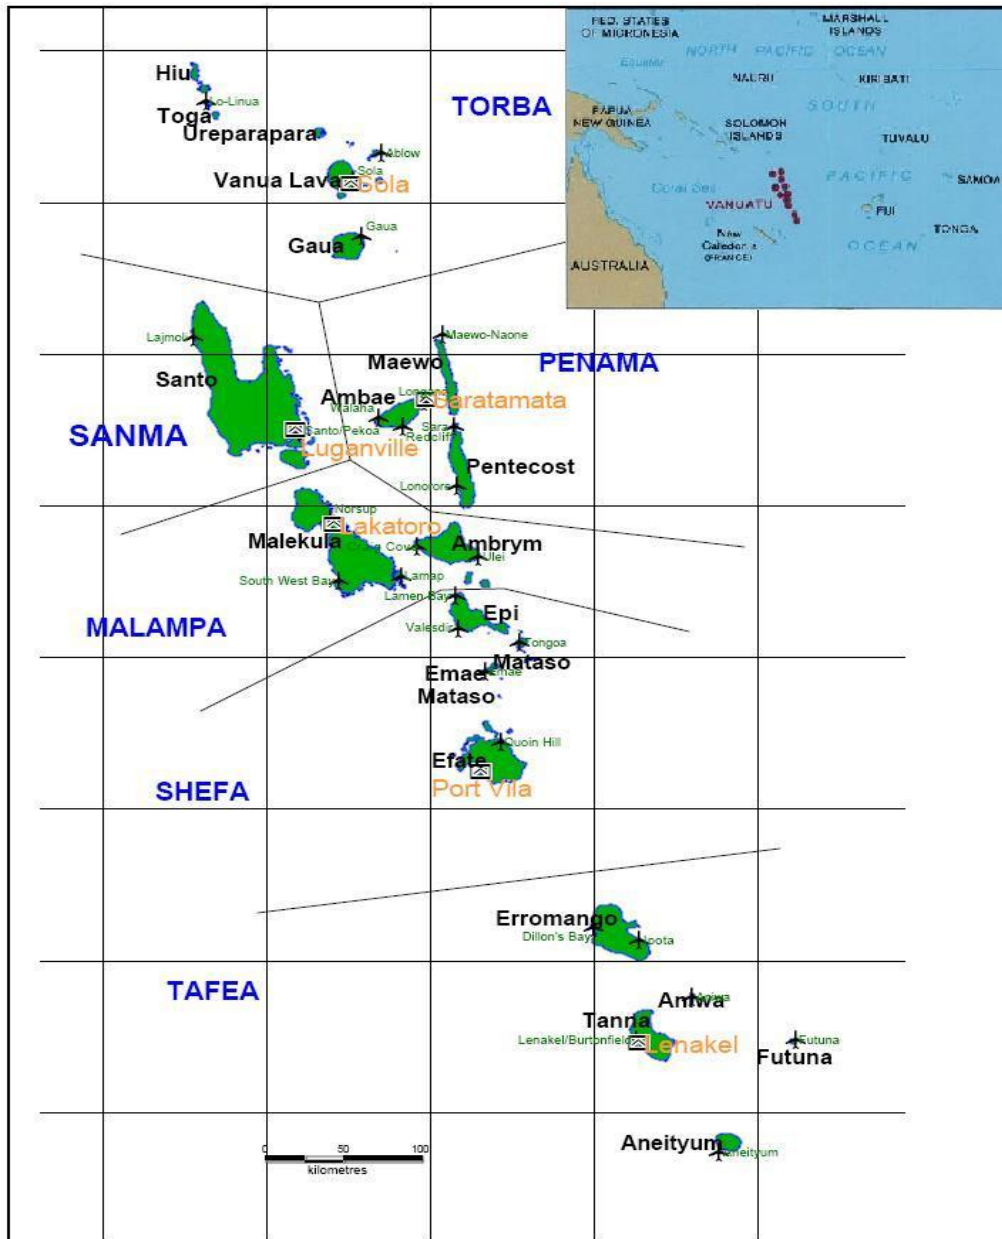 FED. STATES
OF MICRONESIA
MARSHALL
ISLANDS
NORTH PACIFIC OCEAN
Equator
NAURU
KIRIBATI
SOUTH
PAPUA
NEW GUINEA
SOLOMON
ISLANDS
TUVALU
PACIFIC
SAMOA
Coral Sea
VANUATU
FIJI
TONGA
New
Caledonia
(FRANCE)
OCEAN
AUSTRALIA
Hiu
Lo-Linua
Toga
TORBA
Ureparapara
Ablow
Sola
Vanua Lava
Sola
Gaua
Gaua
Lajmoli
Maewo-Naone
Maewo
PENAMA
Santo
Ambae
Saratamata
Walaha
SANMA
Santo/Pekoa
Redcliff
Sara
Luganville
Pentecost
Lonorore
Norsup
Lakatoro
Malekula
Craig Cove
Ambrym
Ulei
South West Bay
Lamap
Lamen Bay
Epi
MALAMPA
Valesdir
Tongoa
Mataso
Emae
Emae
Mataso
Quoin Hill
Efate
Port Vila
SHEFA
Erromango
Dillon's Bay
TAFEA
Aniwa
Aniwa
Tanna
Lenakel/Burtonfield
Lenakel
Futuna
Futuna
Aneityum
Aneityum
0 50 100
kilometres